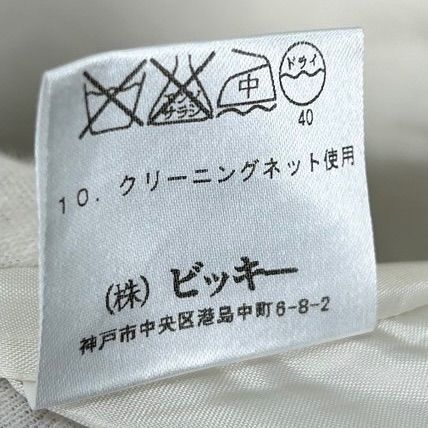 エンソ
サラシ
中
ドライ
40
10. クリーニングネット使用
(株) ビッキー
神戸市中央区港島中町6-8-2